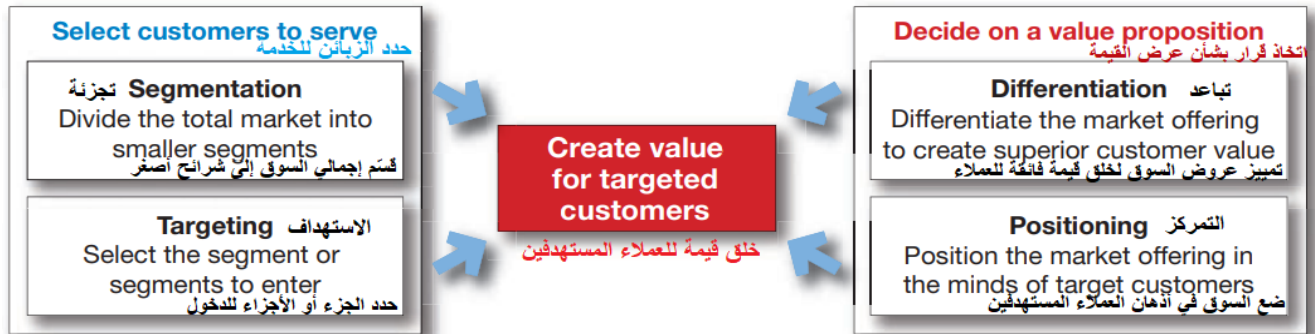 Select customers to serve
حدد الزبائن للخدمة
Segmentation تجزئة
Divide the total market into
smaller segments
قسّم إجمالي السوق إلى شرائح أصغر
Targeting الاستهداف
Select the segment or
segments to enter
حدد الجزء أو الأجزاء للدخول
Create value
for targeted
customers
خلق قيمة للعملاء المستهدفين
Decide on a value proposition
اتخاذ قرار بشأن عرض القيمة
Differentiation تباعد
Differentiate the market offering
to create superior customer value
تمييز عروض السوق لخلق قيمة فائقة للعملاء
Positioning التمركز
Position the market offering in
the minds of target customers
ضع السوق في أذهان العملاء المستهدفين